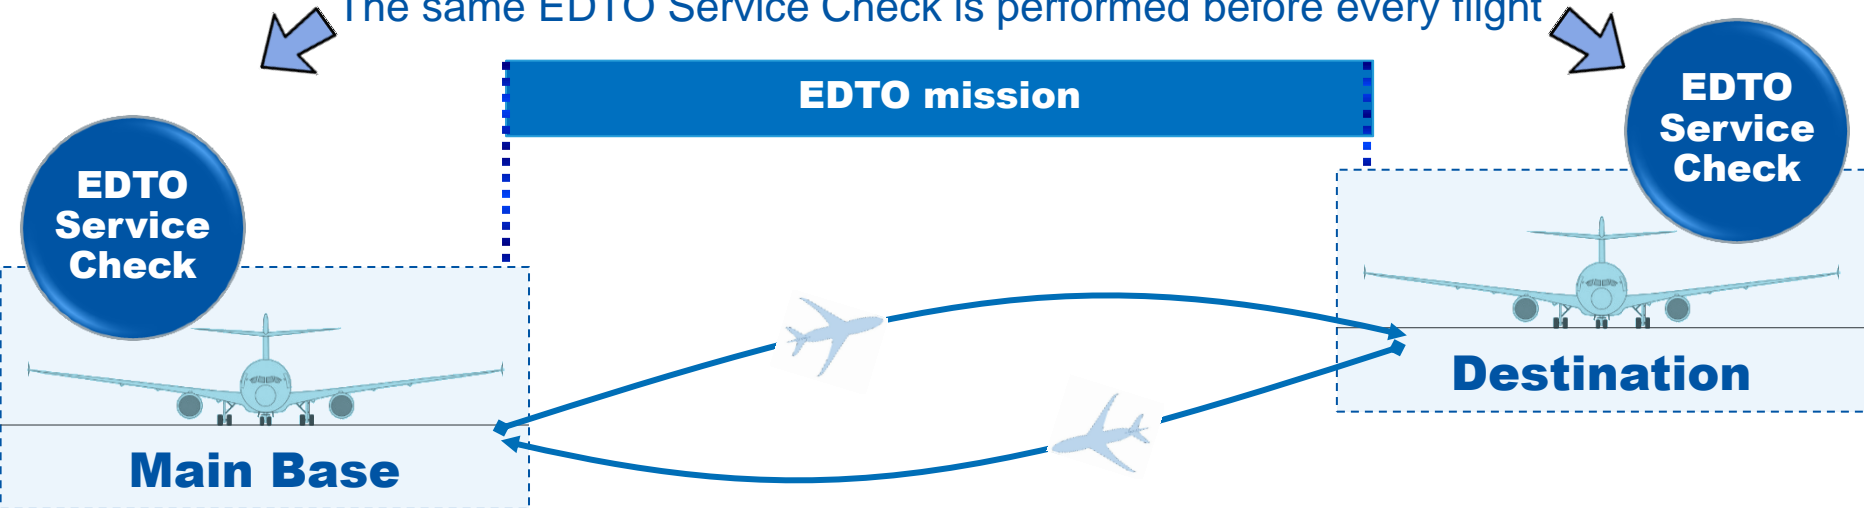 The same EDTO Service Check is performed before every flight
EDTO mission
EDTO
Service
Check
EDTO
Service
Check
Destination
Main Base